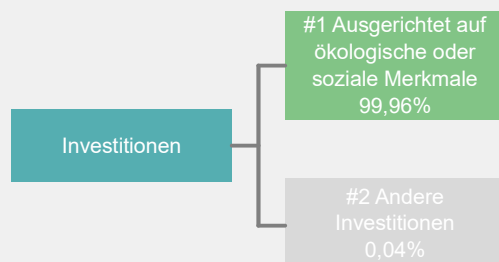 #1 Ausgerichtet auf
ökologische oder
soziale Merkmale
99,96%
Investitionen
#2 Andere
Investitionen
0,04%